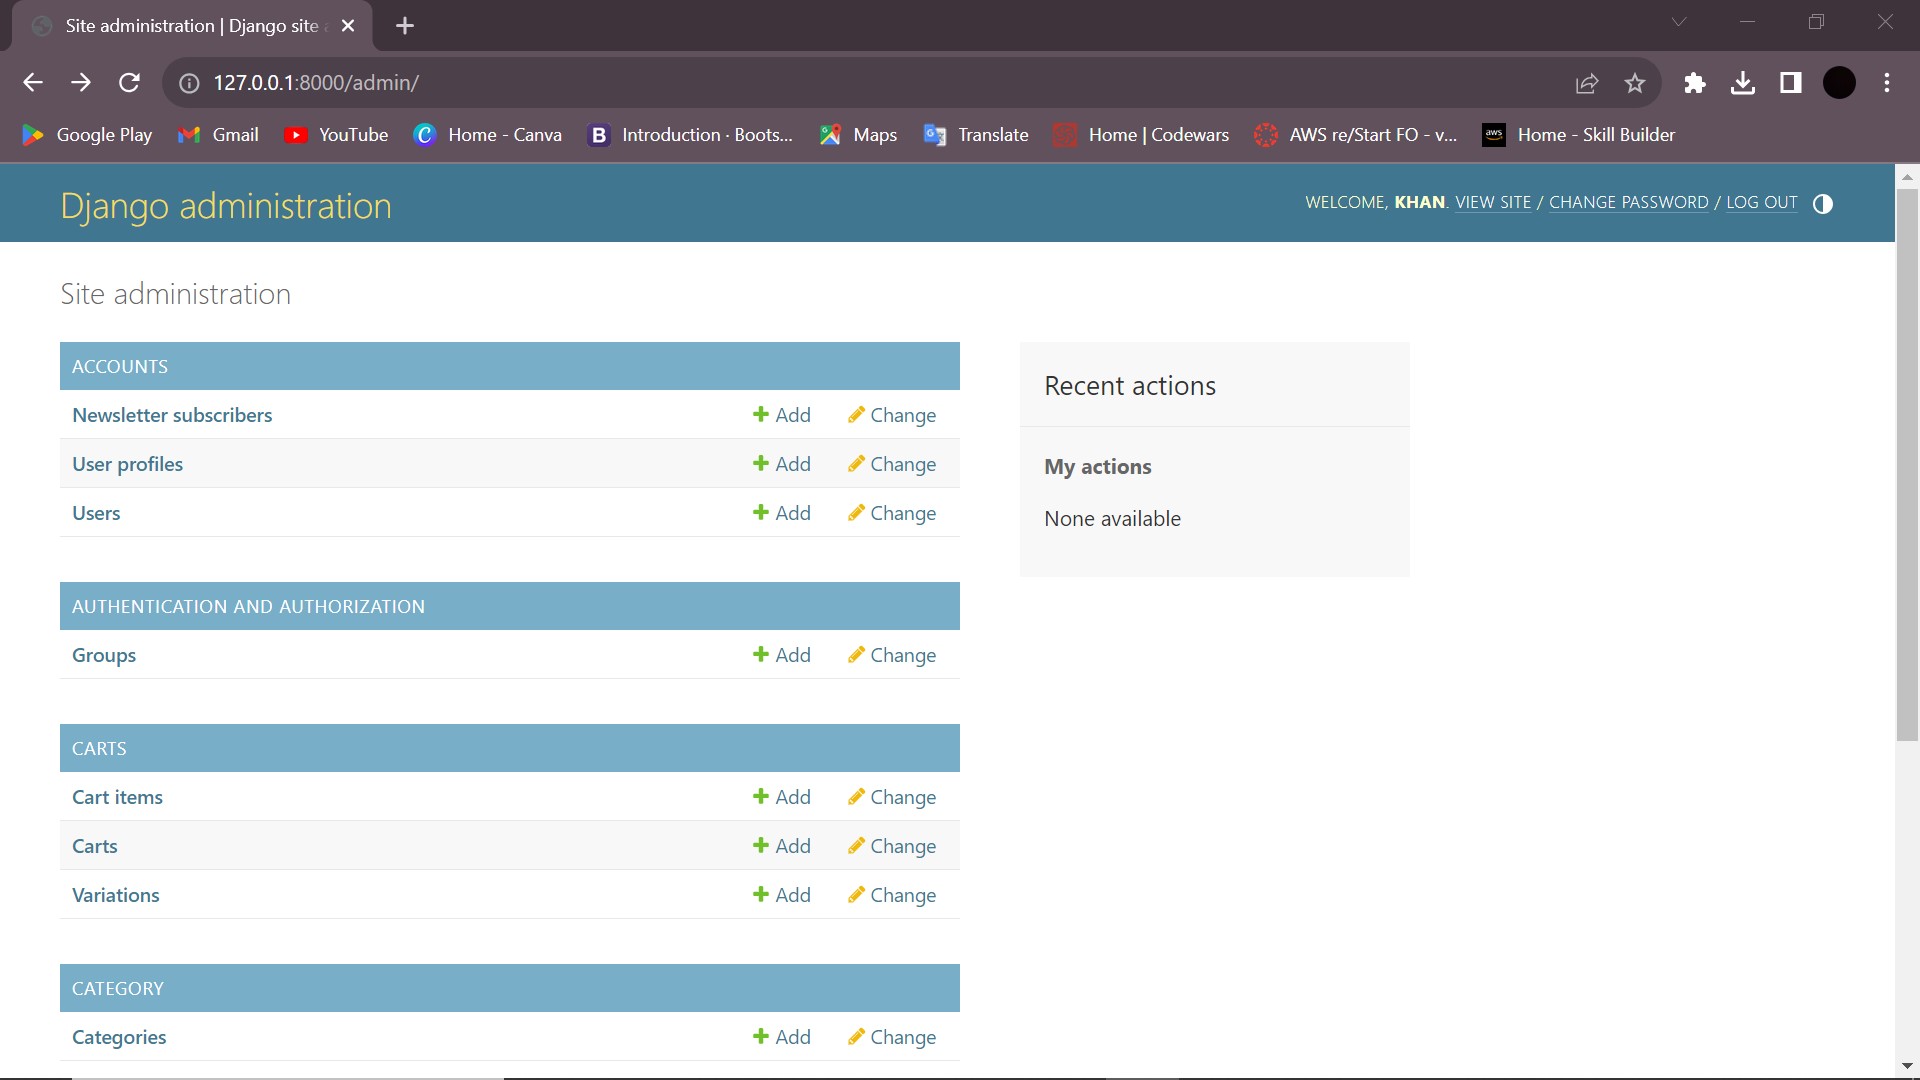 Site administration | Django site
127.0.0.1:8000/admin/
Google Play Gmail YouTube Home - Canva Introduction · Boots... Maps Translate Home | Codewars AWS re/Start FO - v... Home - Skill Builder
Django administration
WELCOME, KHAN. VIEW SITE / CHANGE PASSWORD / LOG OUT
Site administration
ACCOUNTS
Newsletter subscribers Add Change
User profiles Add Change
Users Add Change
AUTHENTICATION AND AUTHORIZATION
Groups Add Change
CARTS
Cart items Add Change
Carts Add Change
Variations Add Change
CATEGORY
Categories Add Change
Recent actions
My actions
None available